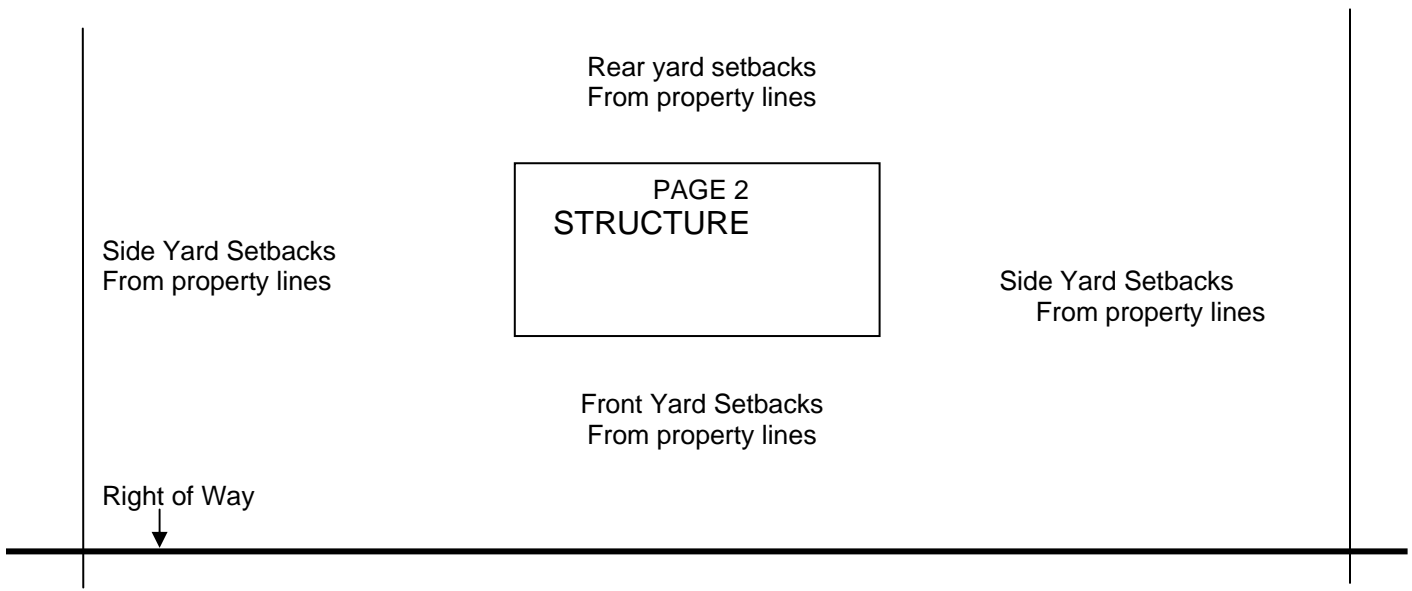 Rear yard setbacks
From property lines
PAGE 2
STRUCTURE
Side Yard Setbacks
From property lines
Side Yard Setbacks
From property lines
Front Yard Setbacks
From property lines
Right of Way